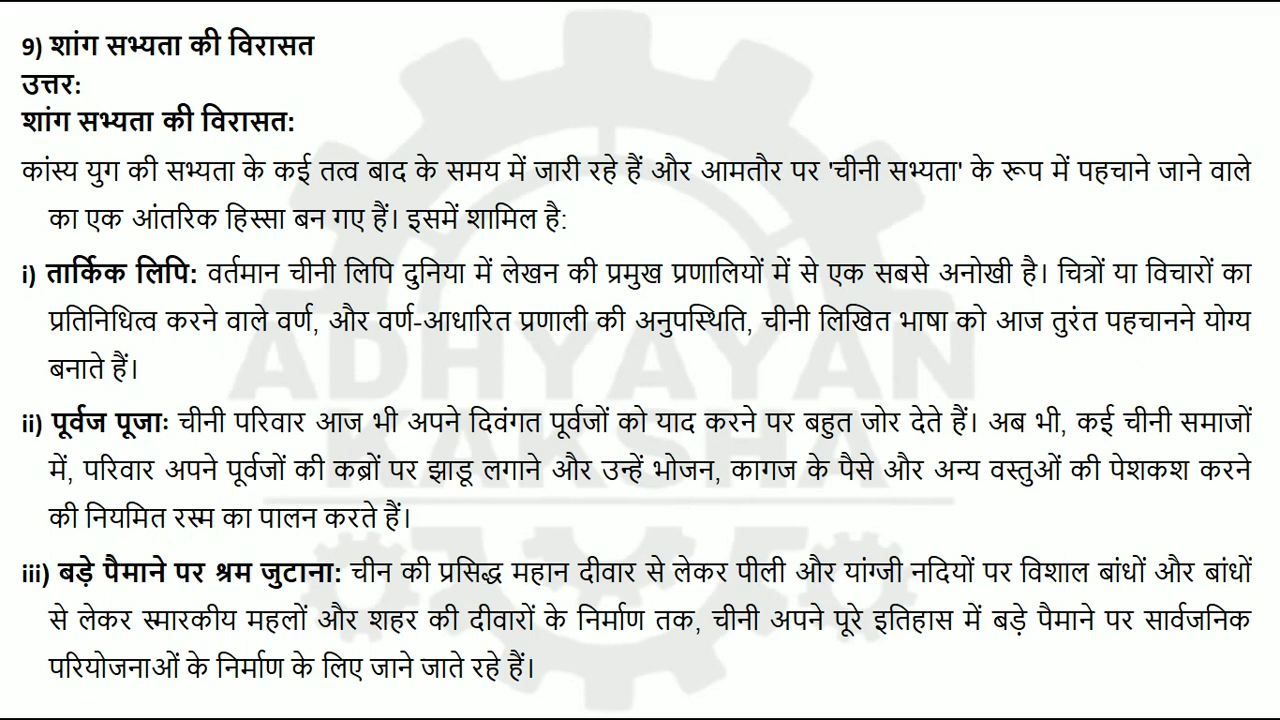 9) शांग सभ्यता की विरासत
उत्तर:
शांग सभ्यता की विरासत:
कांस्य युग की सभ्यता के कई तत्व बाद के समय में जारी रहे हैं और आमतौर पर 'चीनी सभ्यता' के रूप में पहचाने जाने वाले
का एक आंतरिक हिस्सा बन गए हैं। इसमें शामिल है:
i) तार्किक लिपि: वर्तमान चीनी लिपि दुनिया में लेखन की प्रमुख प्रणालियों में से एक सबसे अनोखी है। चित्रों या विचारों का
प्रतिनिधित्व करने वाले वर्ण, और वर्ण-आधारित प्रणाली की अनुपस्थिति, चीनी लिखित भाषा को आज तुरंत पहचानने योग्य
बनाते हैं।
ii) पूर्वज पूजाः चीनी परिवार आज भी अपने दिवंगत पूर्वजों को याद करने पर बहुत जोर देते हैं। अब भी, कई चीनी समाजों
में, परिवार अपने पूर्वजों की कब्रों पर झाडू लगाने और उन्हें भोजन, कागज के पैसे और अन्य वस्तुओं की पेशकश करने
की नियमित रस्म का पालन करते हैं।
iii) बड़े पैमाने पर श्रम जुटाना: चीन की प्रसिद्ध महान दीवार से लेकर पीली और यांग्जी नदियों पर विशाल बांधों और बांधों
से लेकर स्मारकीय महलों और शहर की दीवारों के निर्माण तक, चीनी अपने पूरे इतिहास में बड़े पैमाने पर सार्वजनिक
परियोजनाओं के निर्माण के लिए जाने जाते रहे हैं।
ADHYAYAN
KAKSHA